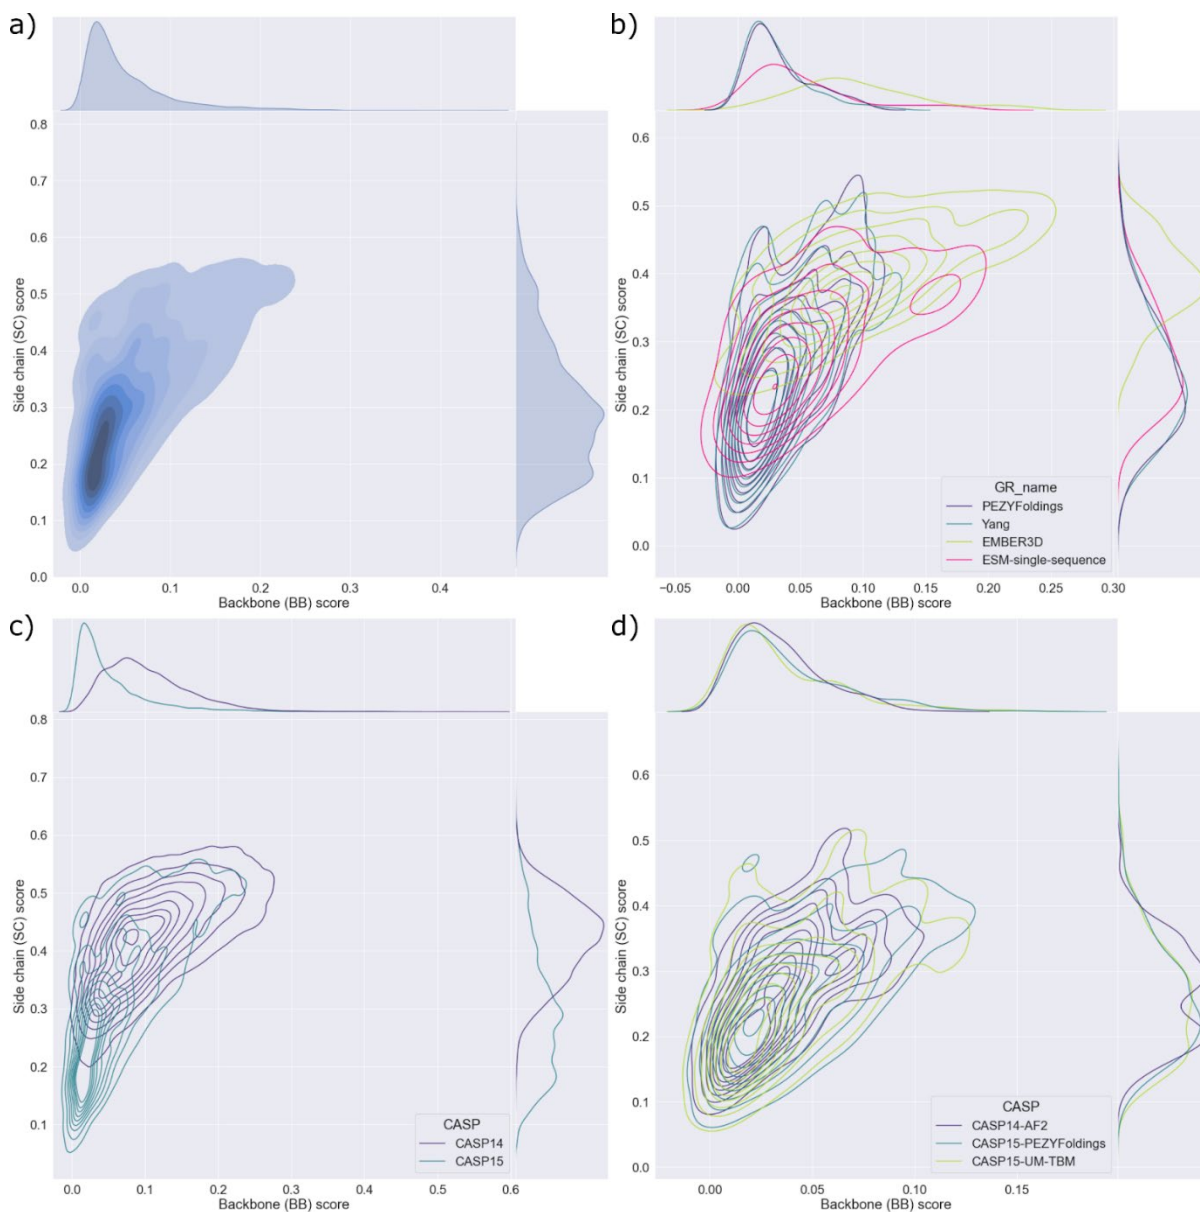 a)
0.8
0.7
0.6
0.5
0.4
0.3
0.2
0.1
0.0
Side chain (SC) score
0.0 0.1 0.2 0.3 0.4
Backbone (BB) score
b)
0.6
0.5
0.4
0.3
0.2
0.1
0.0
Side chain (SC) score
GR_name
PEZYFoldings
Yang
EMBER3D
ESM-single-sequence
−0.05 0.00 0.05 0.10 0.15 0.20 0.25 0.30
Backbone (BB) score
c)
0.8
0.7
0.6
0.5
0.4
0.3
0.2
0.1
Side chain (SC) score
CASP
CASP14
CASP15
0.0 0.1 0.2 0.3 0.4 0.5 0.6
Backbone (BB) score
d)
0.6
0.5
0.4
0.3
0.2
0.1
0.0
Side chain (SC) score
CASP
CASP14-AF2
CASP15-PEZYFoldings
CASP15-UM-TBM
0.00 0.05 0.10 0.15
Backbone (BB) score